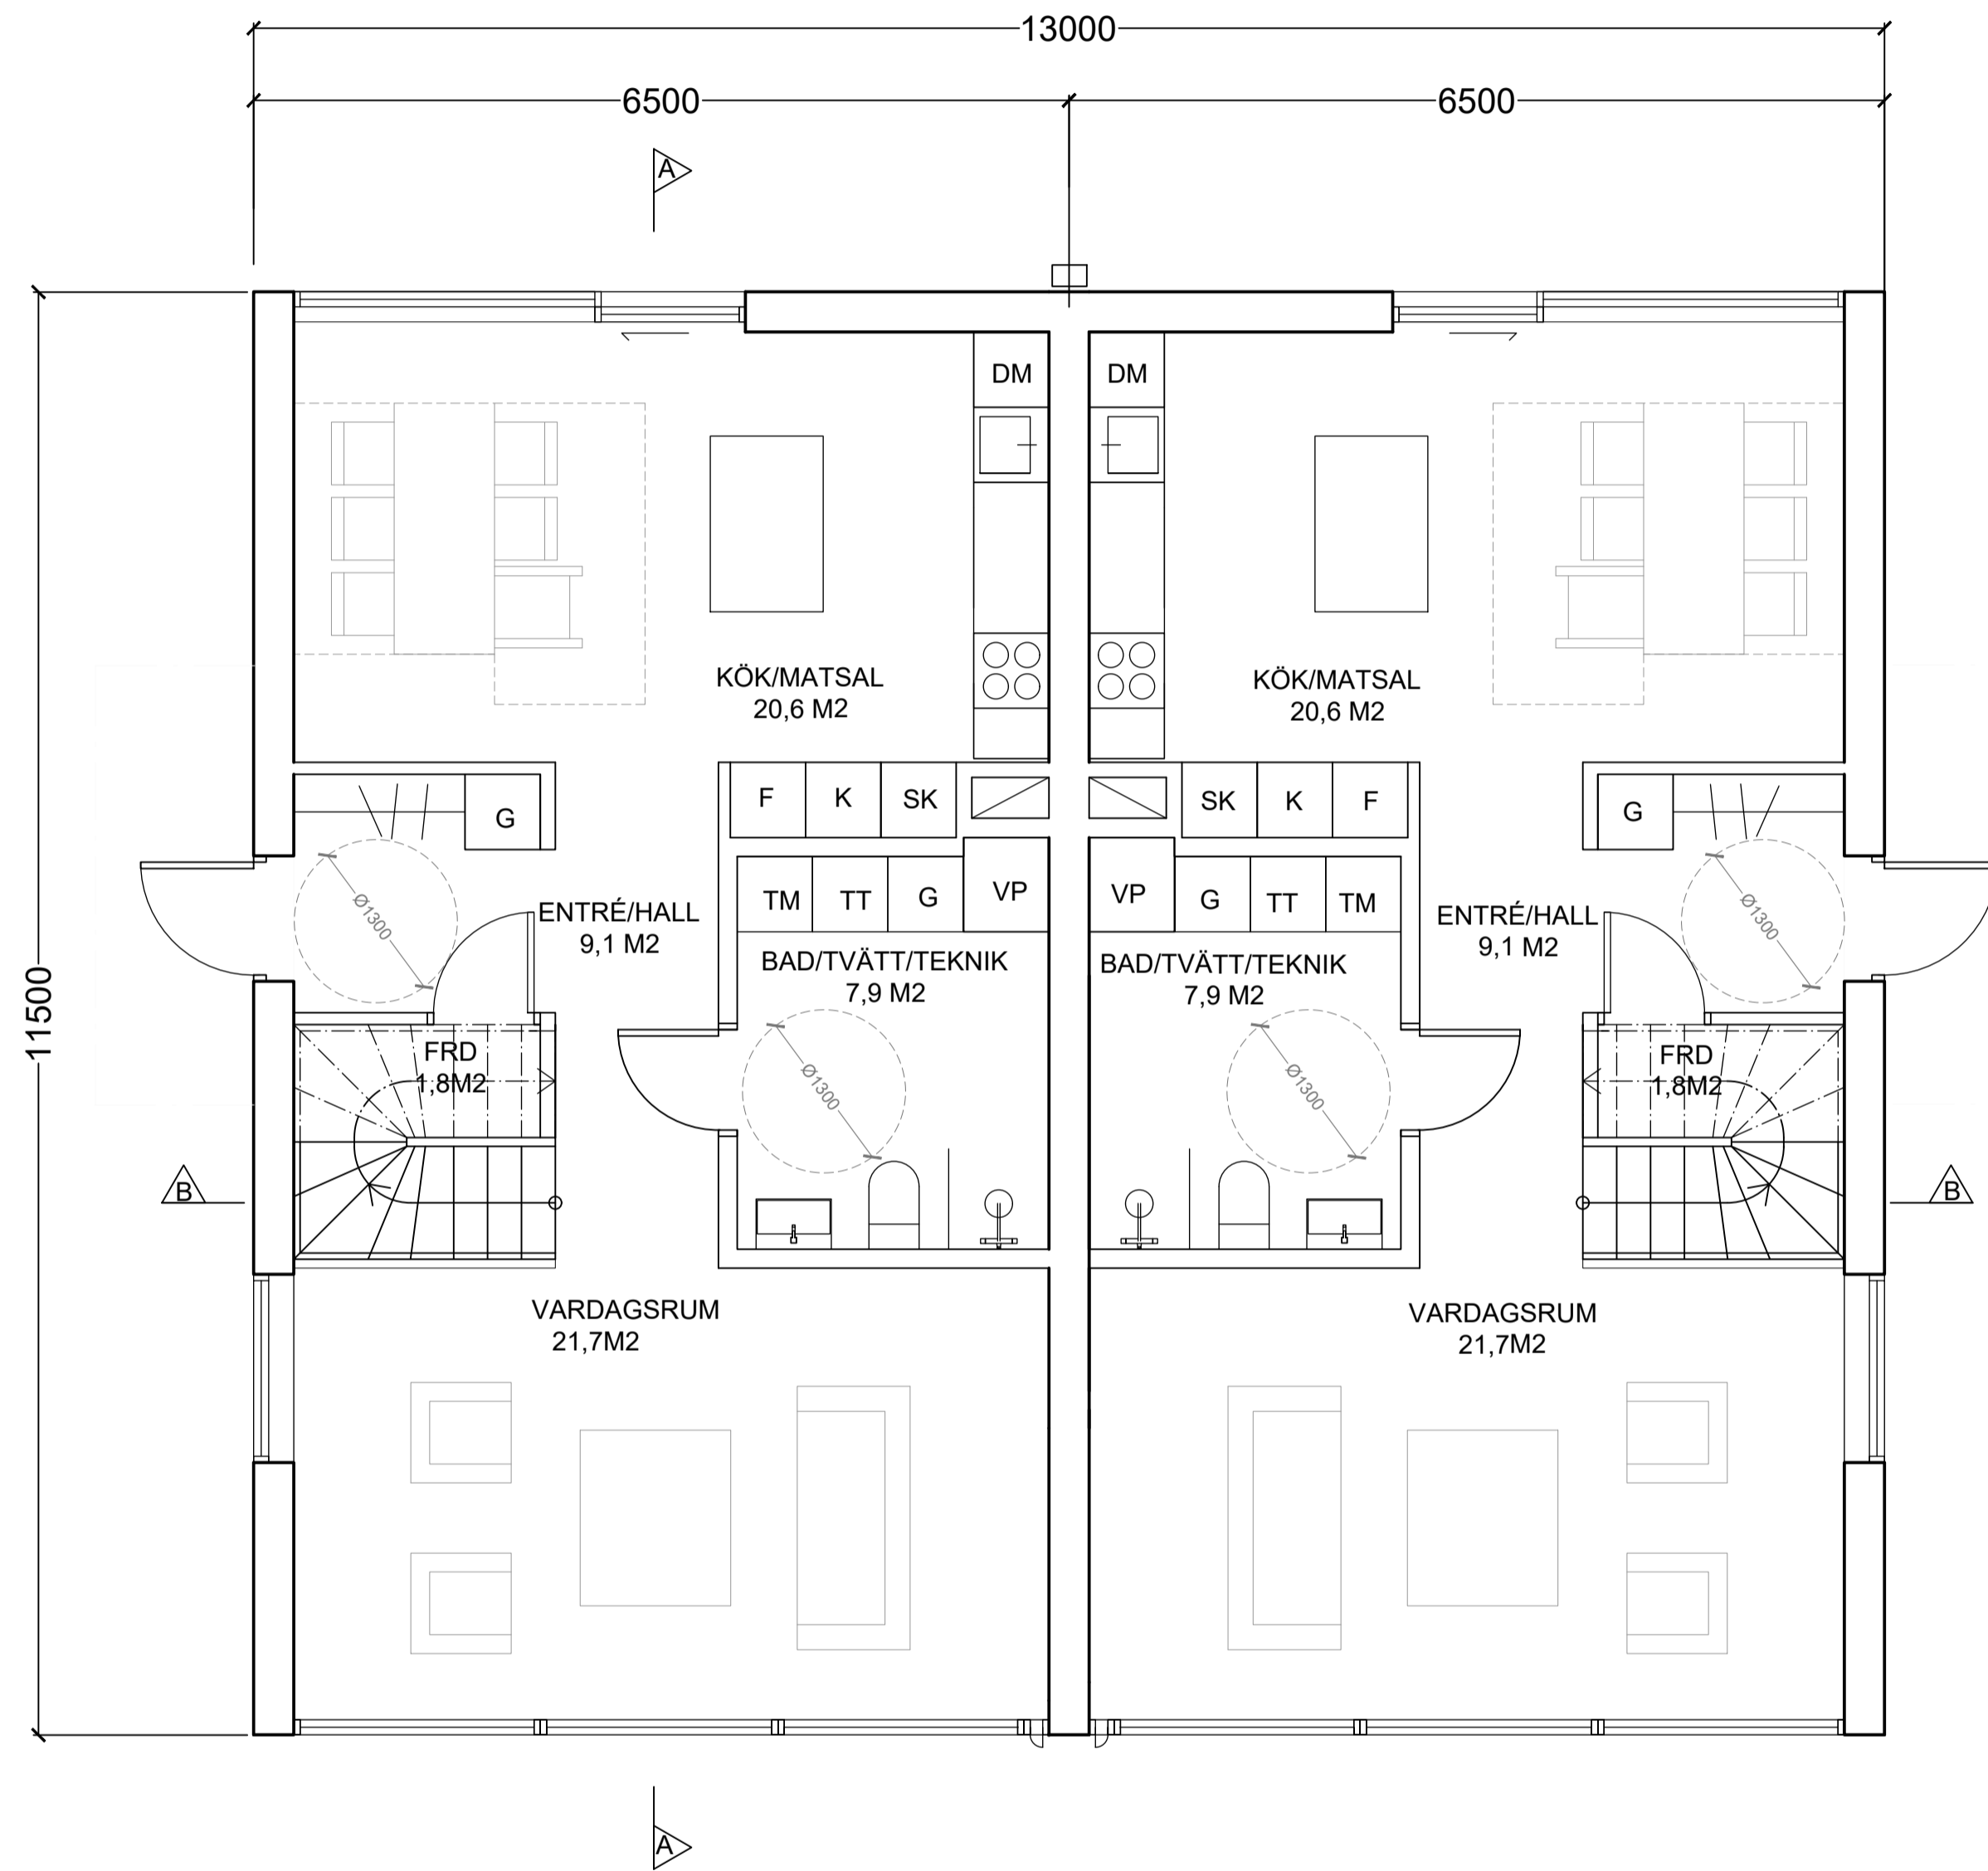 13000
6500 6500
A
DM DM
KÖK/MATSAL KÖK/MATSAL
20,6 M2 20,6 M2
F K SK SK K F
G G
TM TT G VP VP G TT TM
Ø1300 Ø1300
ENTRÉ/HALL ENTRÉ/HALL
9,1 M2 9,1 M2
BAD/TVÄTT/TEKNIK BAD/TVÄTT/TEKNIK
7,9 M2 7,9 M2
11500
FRD FRD
1,8M2 1,8M2
Ø1300 Ø1300
B B
VARDAGSRUM VARDAGSRUM
21,7M2 21,7M2
A